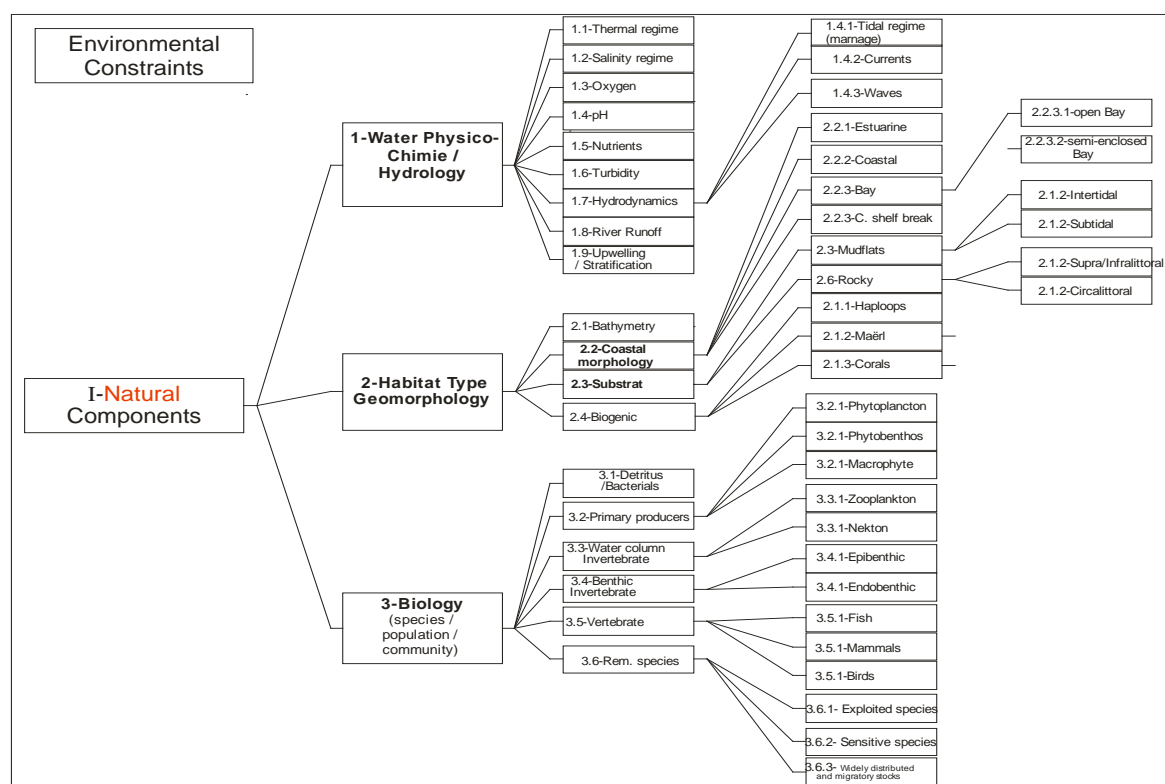 Environmental
Constraints
I-Natural
Components
1-Water Physico-
Chimie /
Hydrology
2-Habitat Type
Geomorphology
3-Biology
(species /
population /
community)
1.1-Thermal regime
1.2-Salinity regime
1.3-Oxygen
1.4-pH
1.5-Nutrients
1.6-Turbidity
1.7-Hydrodynamics
1.8-River Runoff
1.9-Upwelling
/ Stratification
2.1-Bathymetry
2.2-Coastal
morphology
2.3-Substrat
2.4-Biogenic
3.1-Detritus
/Bacterials
3.2-Primary producers
3.3-Water column
Invertebrate
3.4-Benthic
Invertebrate
3.5-Vertebrate
3.6-Rem. species
1.4.1-Tidal regime
(marnage)
1.4.2-Currents
1.4.3-Waves
2.2.1-Estuarine
2.2.2-Coastal
2.2.3-Bay
2.2.3-C. shelf break
2.3-Mudflats
2.6-Rocky
2.1.1-Haploops
2.1.2-Maërl
2.1.3-Corals
3.2.1-Phytoplancton
3.2.1-Phytobenthos
3.2.1-Macrophyte
3.3.1-Zooplankton
3.3.1-Nekton
3.4.1-Epibenthic
3.4.1-Endobenthic
3.5.1-Fish
3.5.1-Mammals
3.5.1-Birds
3.6.1- Exploited species
3.6.2- Sensitive species
3.6.3- Widely distributed
and migratory stocks
2.2.3.1-open Bay
2.2.3.2-semi-enclosed
Bay
2.1.2-Intertidal
2.1.2-Subtidal
2.1.2-Supra/Infralittoral
2.1.2-Circalittoral